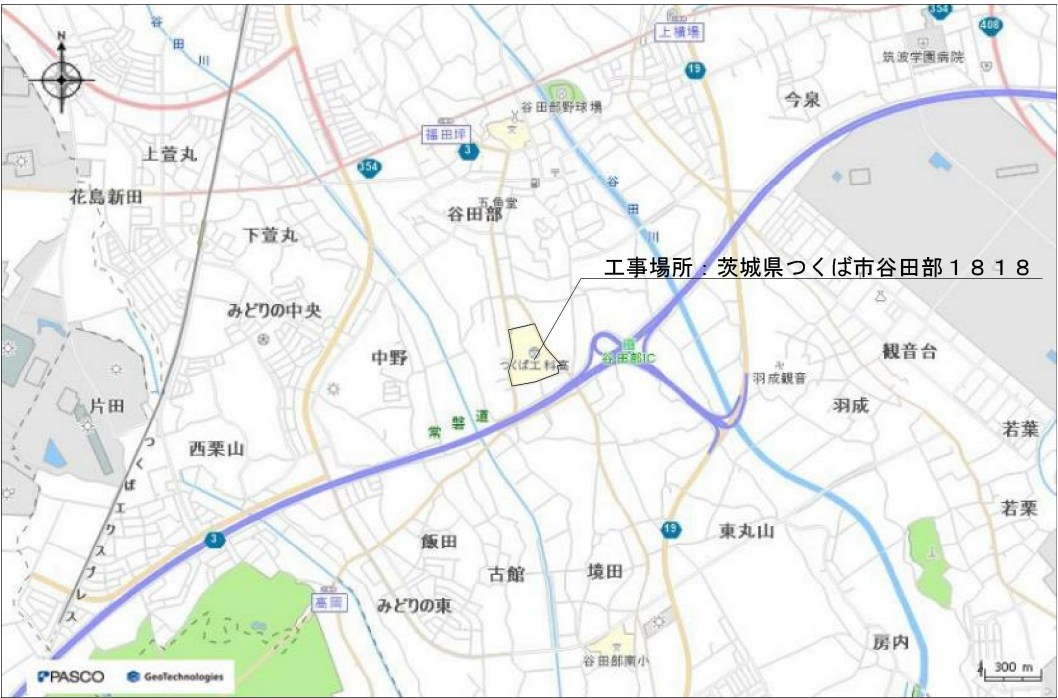 谷田川
N
上横場
354
408
筑波学園病院
19
今泉
谷田部野球場
福田坪
3
上萱丸
354
花島新田
谷田川
五角堂
谷田部
下萱丸
工事場所：茨城県つくば市谷田部１８１８
みどりの中央
中野
つくば工科高
谷田部IC
観音台
羽成観音
片田
羽成
常磐道
若葉
西栗山
つくばエクスプレス
若栗
3
19
東丸山
飯田
古館
境田
高岡
みどりの東
房内
谷田部南小
PASCO
GeoTechnologies
300 m